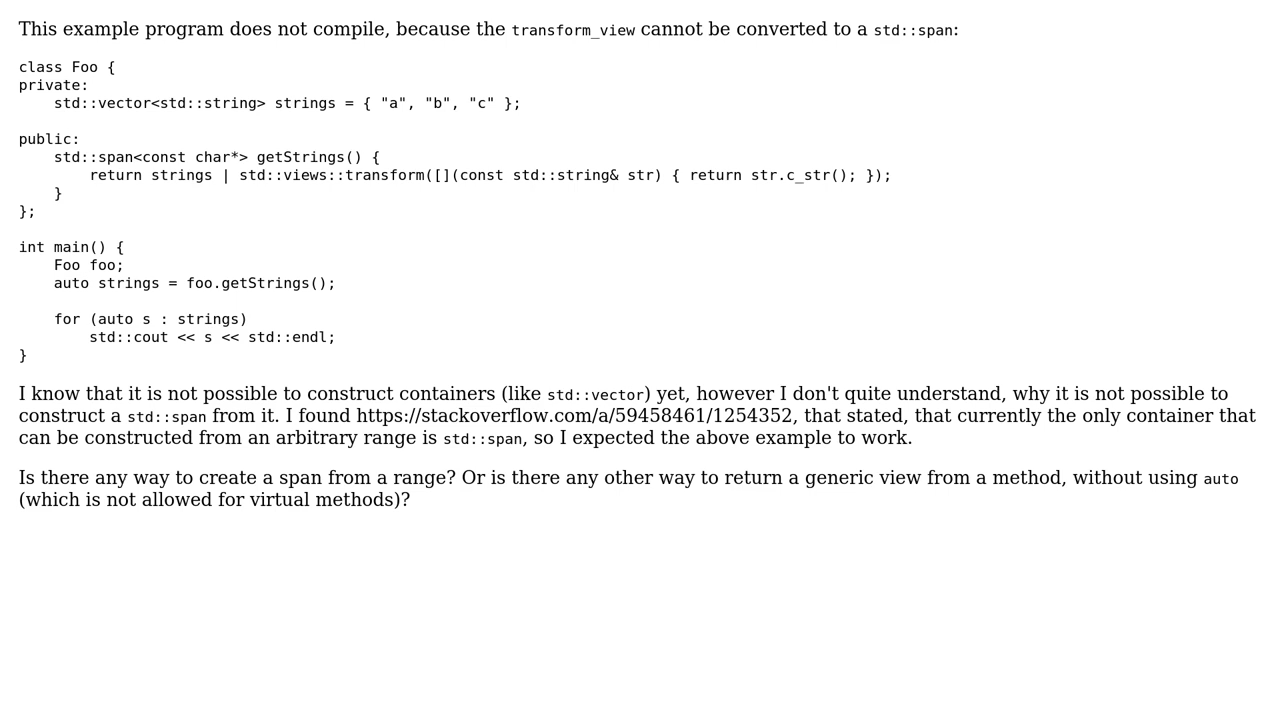 This example program does not compile, because the transform_view cannot be converted to a std::span:
class Foo {
private:
    std::vector<std::string> strings = { "a", "b", "c" };

public:
    std::span<const char*> getStrings() {
        return strings | std::views::transform([](const std::string& str) { return str.c_str(); });
    }
};

int main() {
    Foo foo;
    auto strings = foo.getStrings();

    for (auto s : strings)
        std::cout << s << std::endl;
}
I know that it is not possible to construct containers (like std::vector) yet, however I don't quite understand, why it is not possible to
construct a std::span from it. I found https://stackoverflow.com/a/59458461/1254352, that stated, that currently the only container that
can be constructed from an arbitrary range is std::span, so I expected the above example to work.
Is there any way to create a span from a range? Or is there any other way to return a generic view from a method, without using auto
(which is not allowed for virtual methods)?